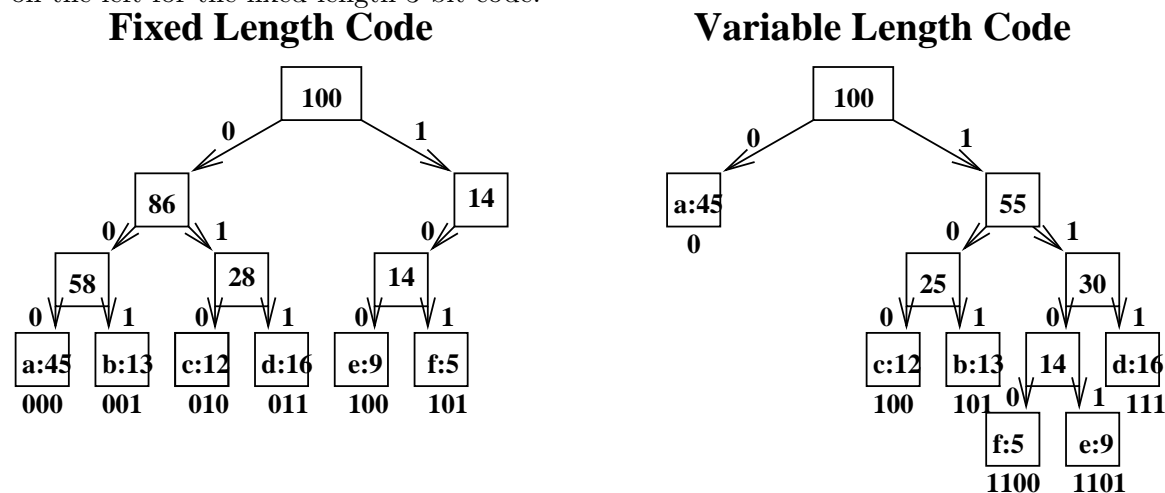 on the left for the fixed length 3 bit code.
Fixed Length Code
100
0 1
86 14
0 1 0
58 28 14
0 1 0 1 0 1
a:45 b:13 c:12 d:16 e:9 f:5
000 001 010 011 100 101
Variable Length Code
100
0 1
a:45 55
0 0 1
25 30
0 1 0 1
c:12 b:13 14 d:16
100 101 0 1 111
f:5 e:9
1100 1101